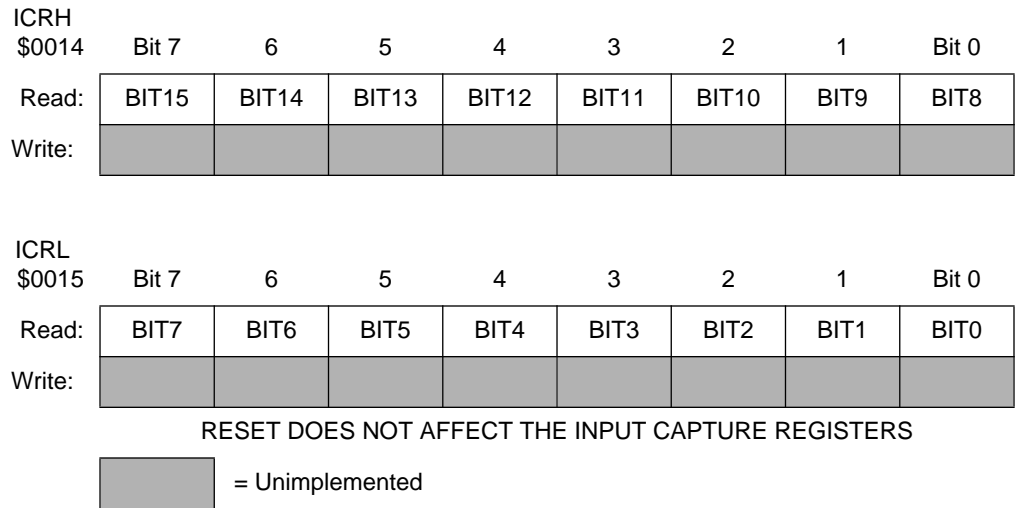 ICRH
$0014 Bit 7 6 5 4 3 2 1 Bit 0
Read: BIT15 BIT14 BIT13 BIT12 BIT11 BIT10 BIT9 BIT8
Write:
ICRL
$0015 Bit 7 6 5 4 3 2 1 Bit 0
Read: BIT7 BIT6 BIT5 BIT4 BIT3 BIT2 BIT1 BIT0
Write:
RESET DOES NOT AFFECT THE INPUT CAPTURE REGISTERS
= Unimplemented